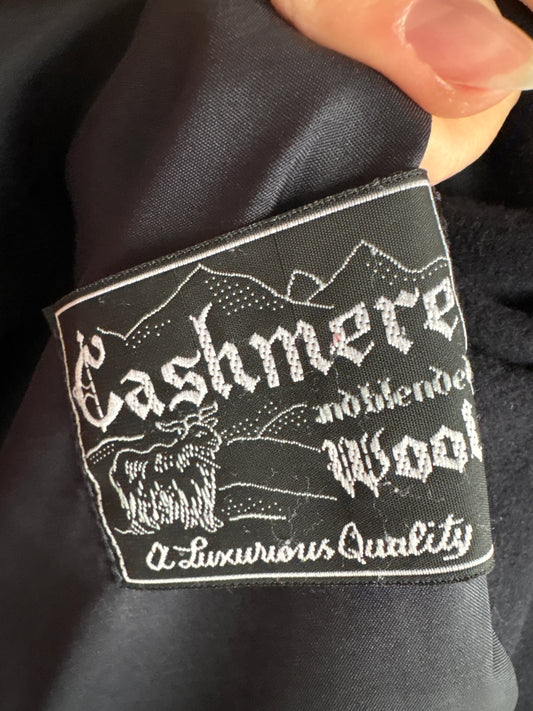 Cashmere
and blended
Wool
a Luxurious Quality